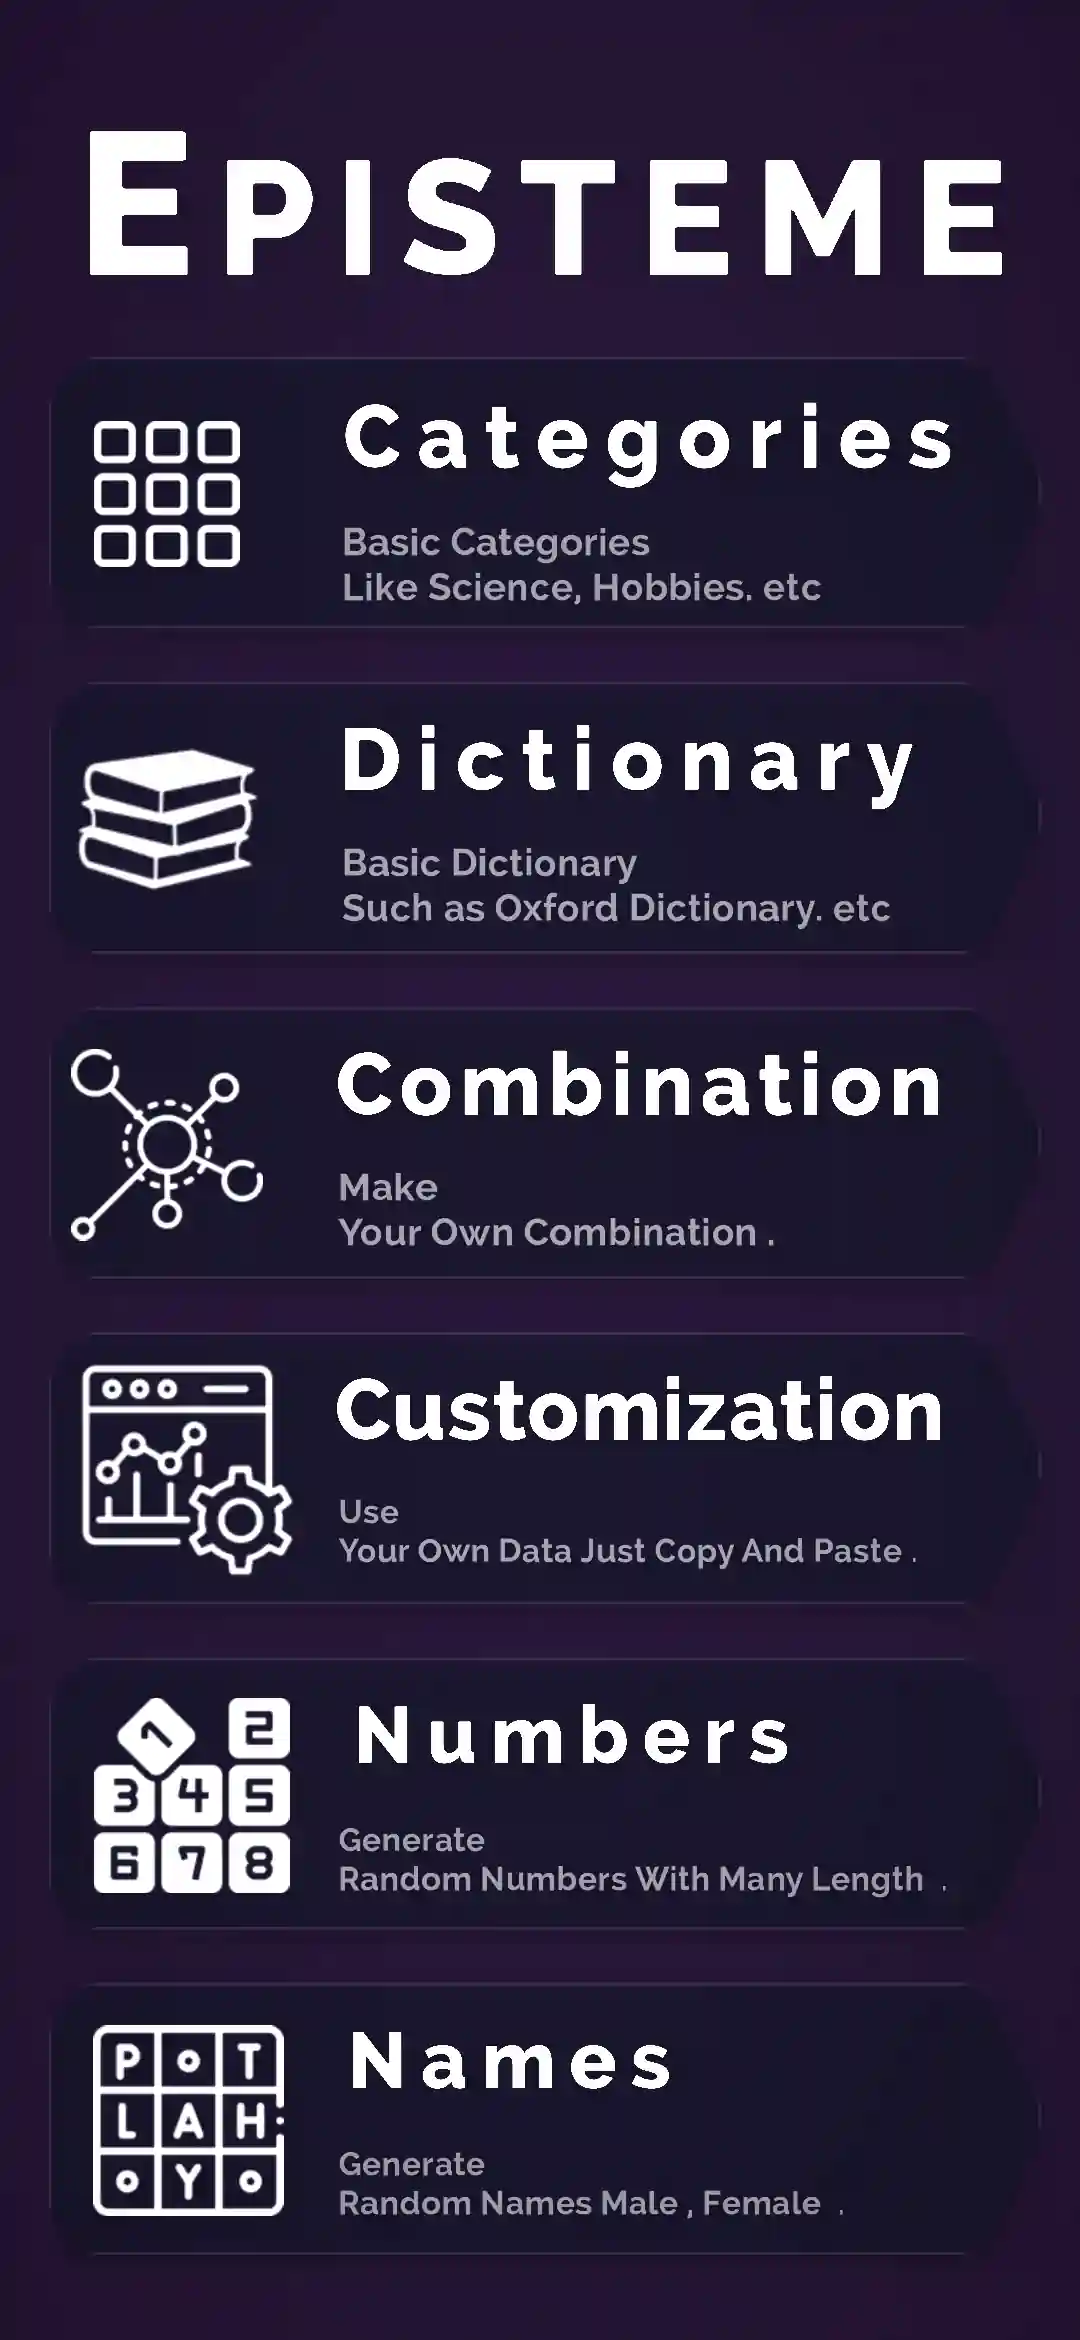 EPISTEME
Categories
Basic Categories
Like Science, Hobbies. etc
Dictionary
Basic Dictionary
Such as Oxford Dictionary. etc
Combination
Make
Your Own Combination .
Customization
Use
Your Own Data Just Copy And Paste .
1 2
3 4 5
6 7 8
Numbers
Generate
Random Numbers With Many Length .
P O T
L A H
O Y O
Names
Generate
Random Names Male , Female .